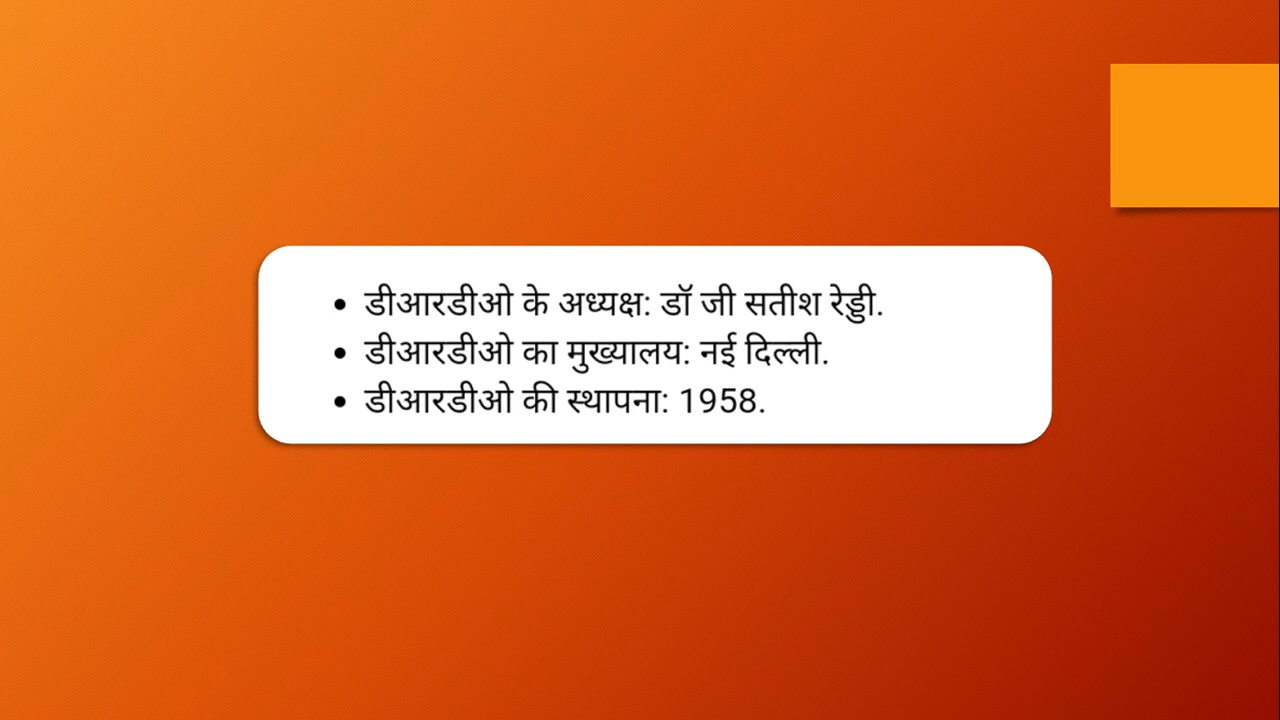 • डीआरडीओ के अध्यक्ष: डॉ जी सतीश रेड्डी.
• डीआरडीओ का मुख्यालय: नई दिल्ली.
• डीआरडीओ की स्थापना: 1958.